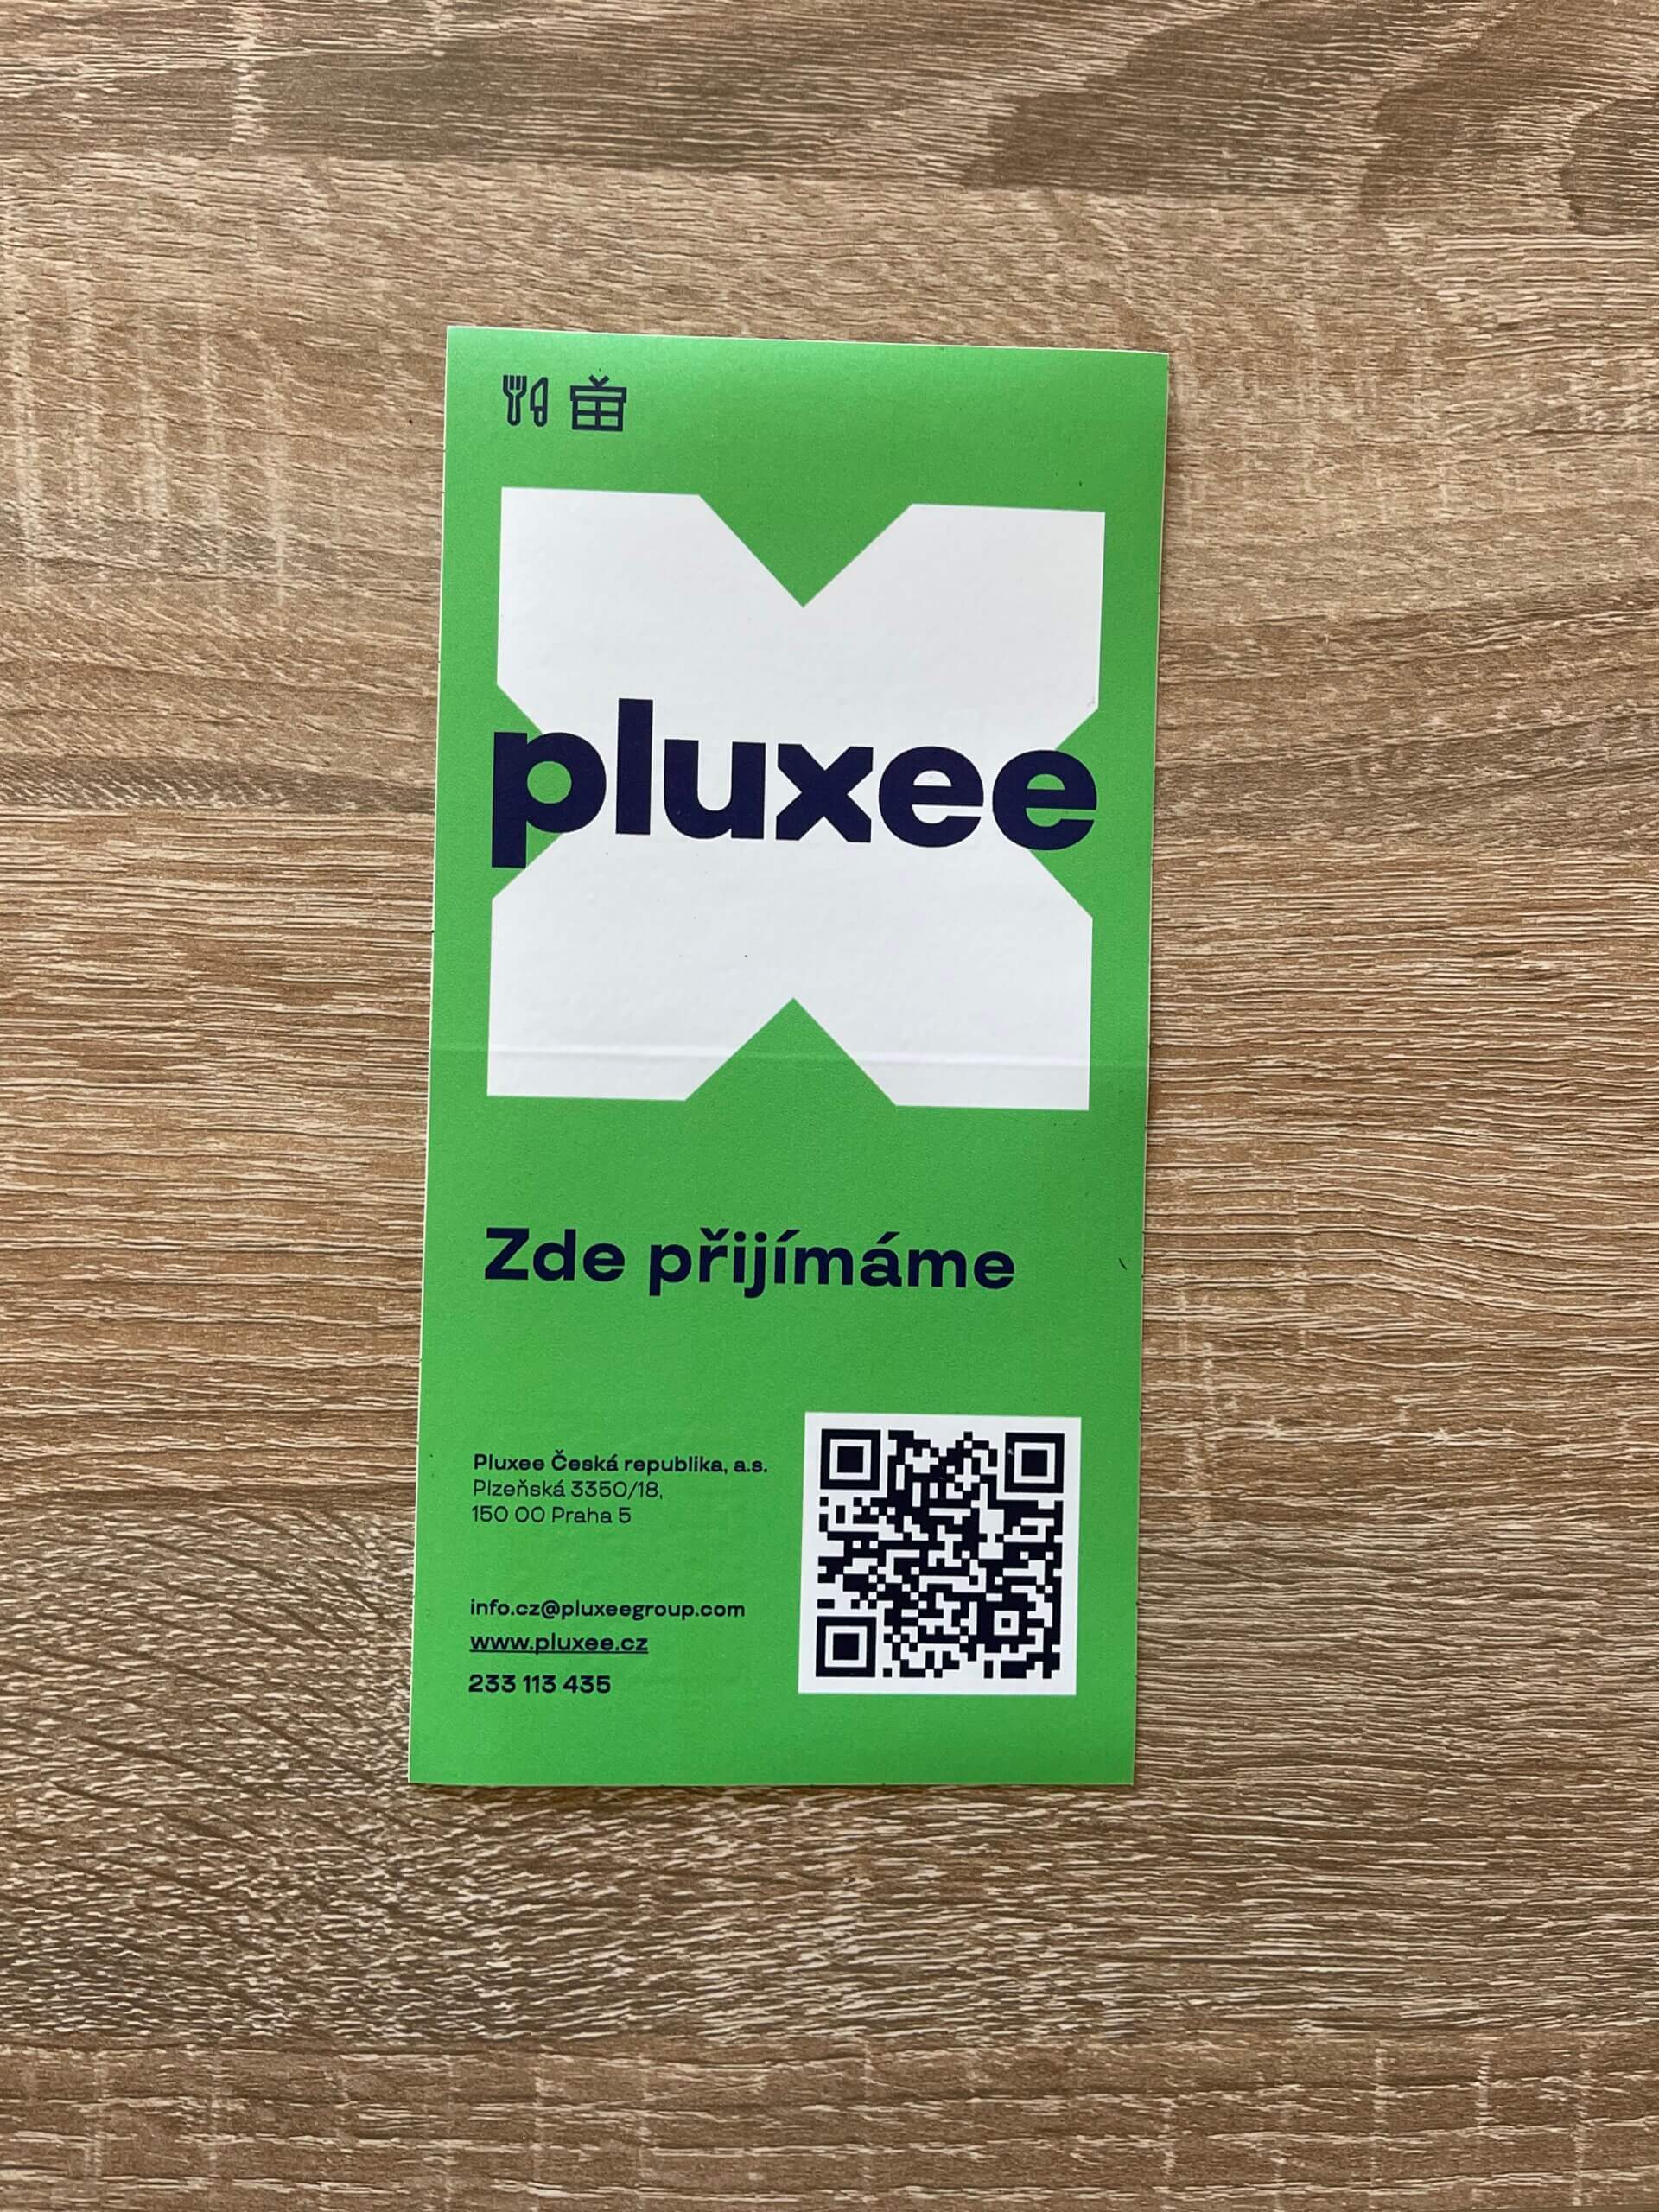 pluxee
Zde přijímáme
Pluxee Česká republika, a.s.
Plzeňská 3350/18,
150 00 Praha 5
info.cz@pluxeegroup.com
www.pluxee.cz
233 113 435